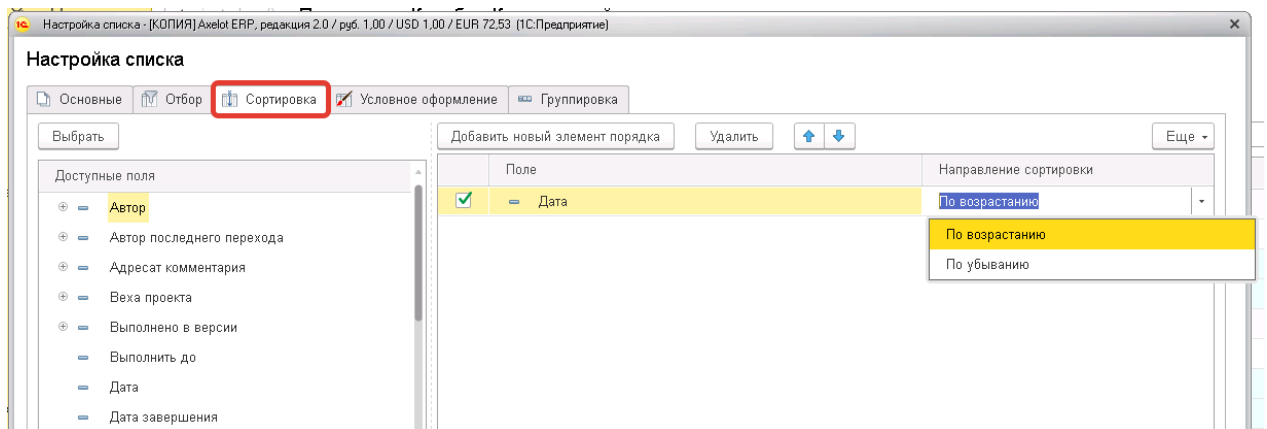 Настройка списка - [КОПИЯ] Axelot ERP, редакция 2.0 / руб. 1,00 / USD 1,00 / EUR 72,53 (1С:Предприятие)
Настройка списка
Основные Отбор Сортировка Условное оформление Группировка
Выбрать Добавить новый элемент порядка Удалить Еще
Доступные поля Поле Направление сортировки
Автор Дата По возрастанию
Автор последнего перехода По возрастанию
Адресат комментария По убыванию
Веха проекта
Выполнено в версии
Выполнить до
Дата
Дата завершения